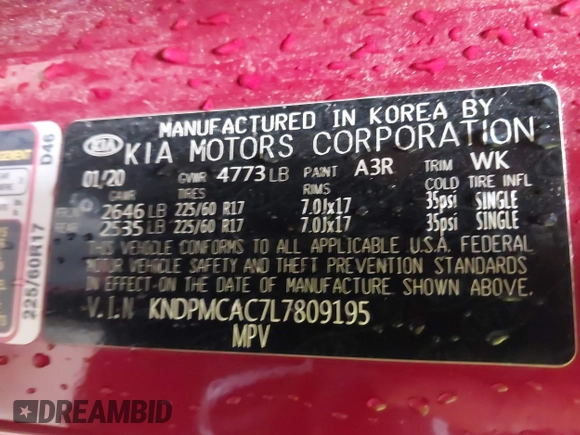 MANUFACTURED IN KOREA BY
KIA KIA MOTORS CORPORATION
01/20 GVWR 4773 LB PAINT A3R TRIM WK
GAWR TIRES RIMS COLD TIRE INFL
2646 LB 225/60 R17 7.0Jx17 35psi SINGLE
2535 LB 225/60 R17 7.0Jx17 35psi SINGLE
THIS VEHICLE CONFORMS TO ALL APPLICABLE U.S.A. FEDERAL
MOTOR VEHICLE SAFETY AND THEFT PREVENTION STANDARDS
IN EFFECT ON THE DATE OF MANUFACTURE SHOWN ABOVE.
V.I.N KNDPMCAC7L7809195
MPV
D46
225/60R17
DREAMBID